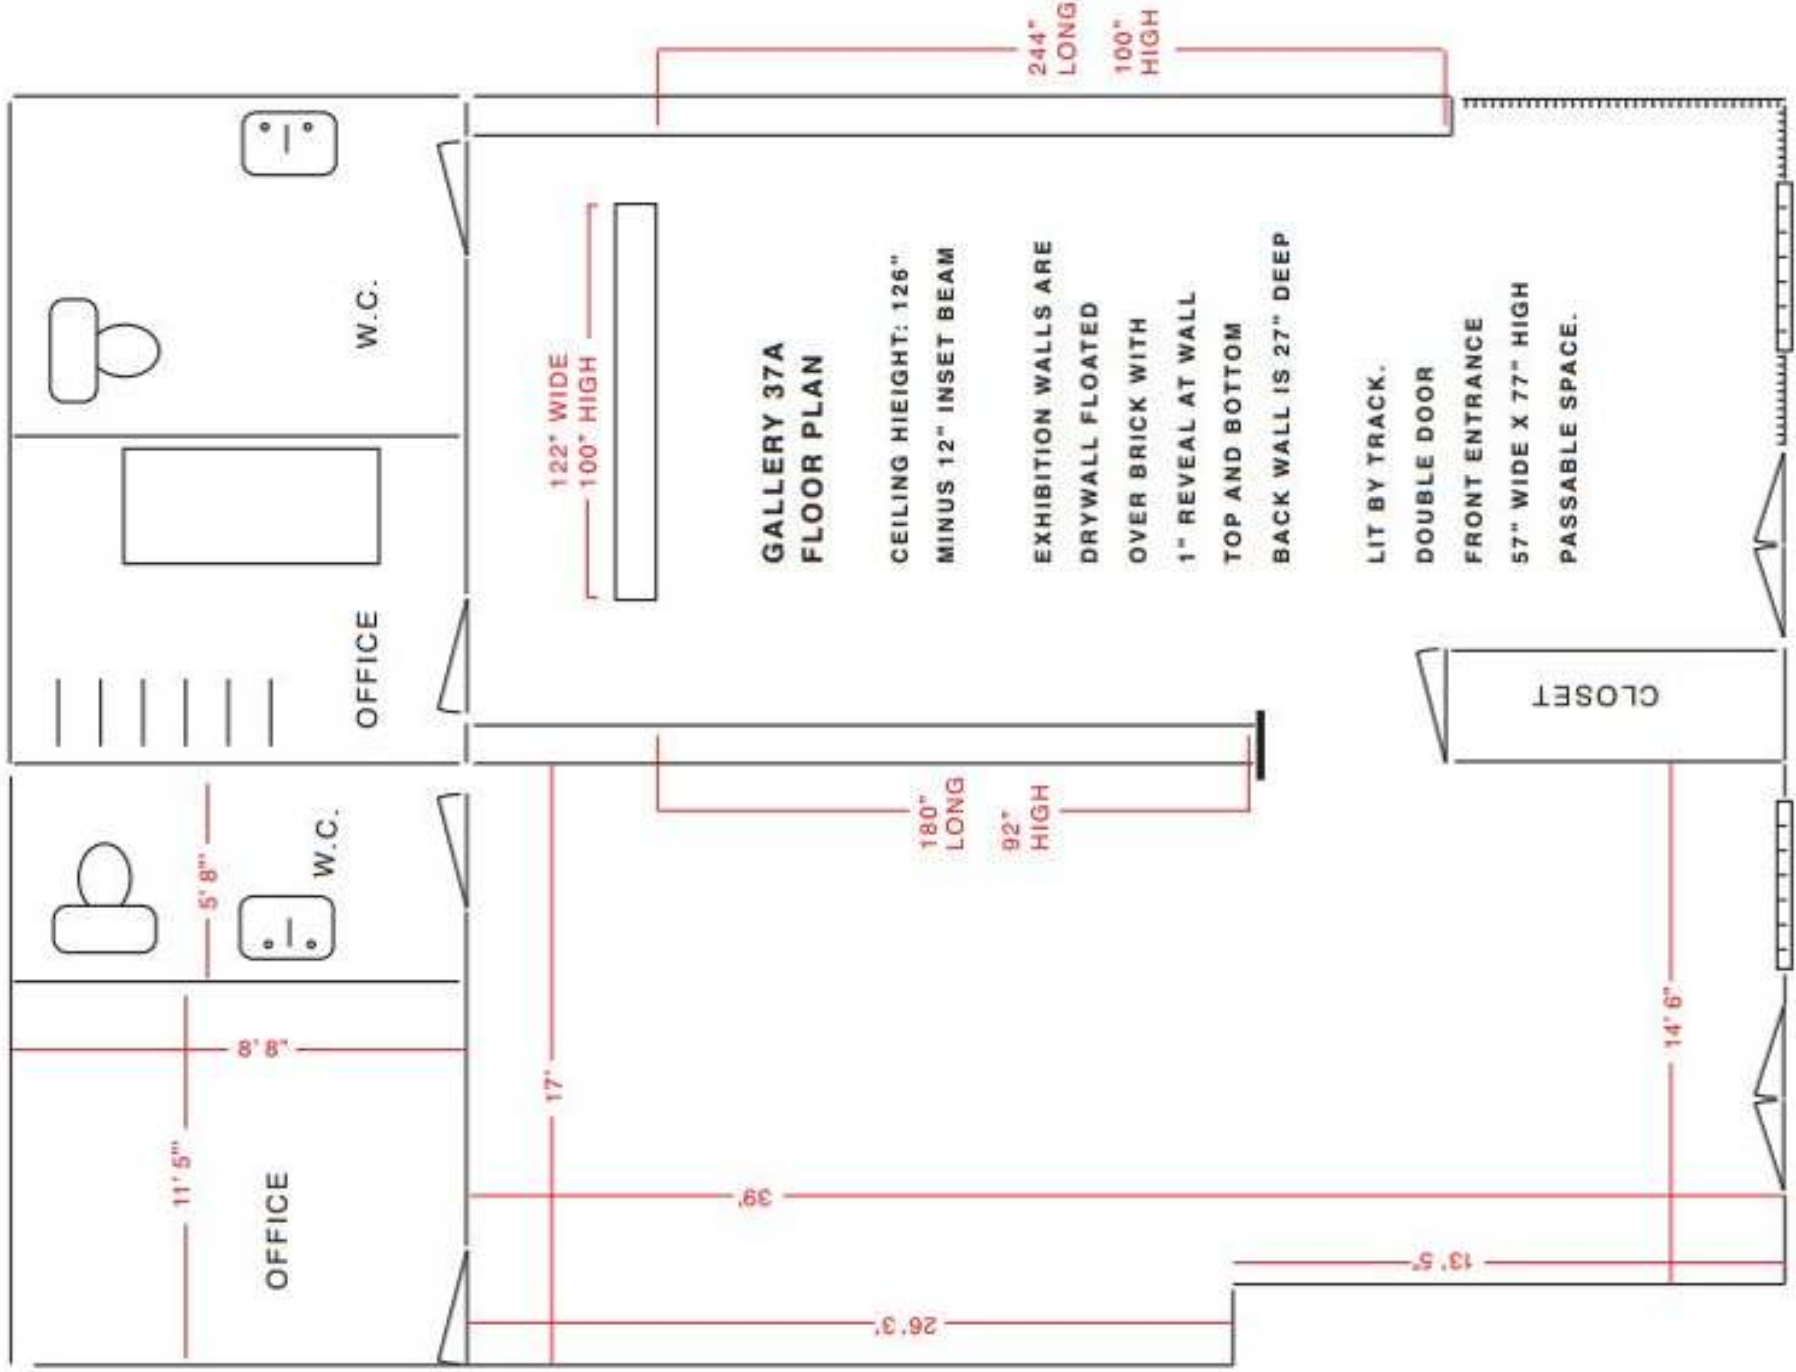 GALLERY 37A
FLOOR PLAN
CEILING HIEIGHT: 126"
MINUS 12" INSET BEAM
EXHIBITION WALLS ARE
DRYWALL FLOATED
OVER BRICK WITH
1" REVEAL AT WALL
TOP AND BOTTOM
BACK WALL IS 27" DEEP
LIT BY TRACK.
DOUBLE DOOR
FRONT ENTRANCE
57" WIDE X 77" HIGH
PASSABLE SPACE.
122" WIDE
100" HIGH
244"
LONG
100"
HIGH
180"
LONG
92"
HIGH
W.C.
OFFICE
W.C.
OFFICE
CLOSET
5' 8"'
8' 8"
11' 5"'
17'
39'
26'3'
13' 5"
14' 6"